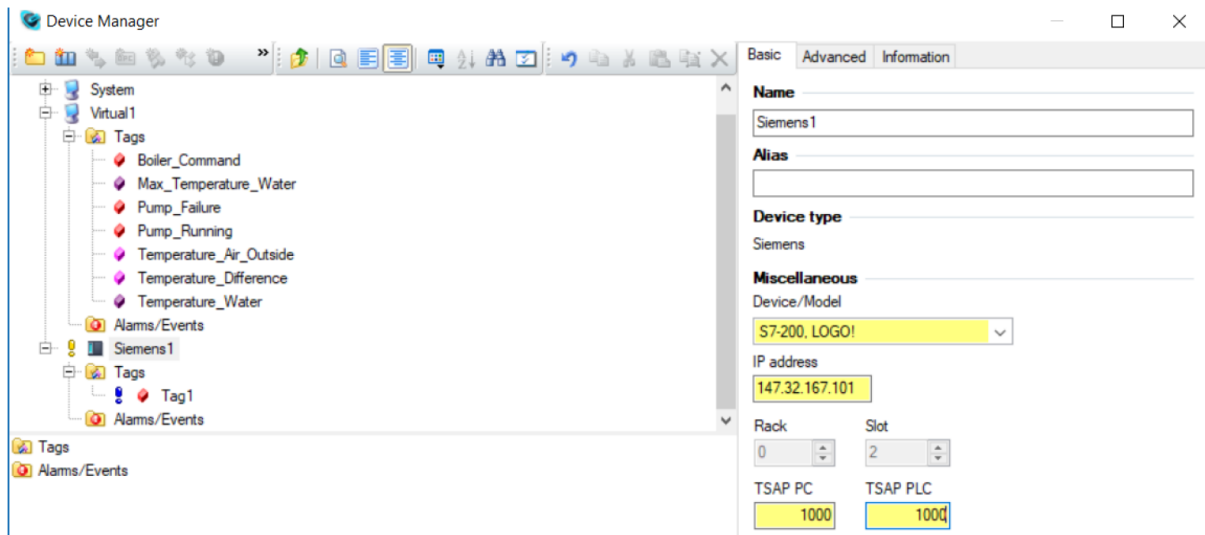 Device Manager
System
Virtual1
Tags
Boiler_Command
Max_Temperature_Water
Pump_Failure
Pump_Running
Temperature_Air_Outside
Temperature_Difference
Temperature_Water
Alarms/Events
Siemens1
Tags
Tag1
Alarms/Events
Tags
Alarms/Events
Basic Advanced Information
Name
Siemens1
Alias
Device type
Siemens
Miscellaneous
Device/Model
S7-200, LOGO!
IP address
147.32.167.101
Rack Slot
0 2
TSAP PC TSAP PLC
1000 1000